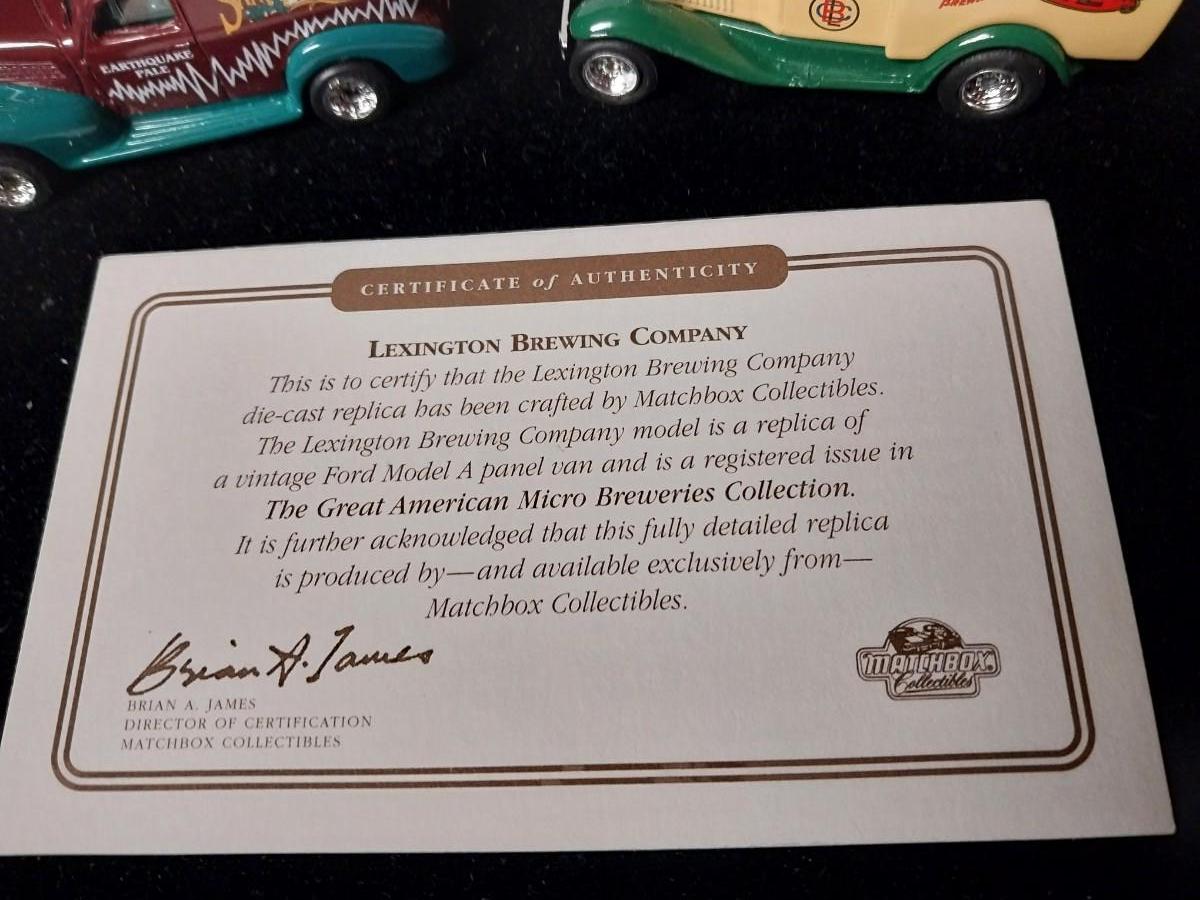 EARTHQUAKE
PALE
CBC
CERTIFICATE of AUTHENTICITY
LEXINGTON BREWING COMPANY
This is to certify that the Lexington Brewing Company
die-cast replica has been crafted by Matchbox Collectibles.
The Lexington Brewing Company model is a replica of
a vintage Ford Model A panel van and is a registered issue in
The Great American Micro Breweries Collection.
It is further acknowledged that this fully detailed replica
is produced by—and available exclusively from—
Matchbox Collectibles.
Brian A. James
BRIAN A. JAMES
DIRECTOR OF CERTIFICATION
MATCHBOX COLLECTIBLES
MATCHBOX
Collectibles